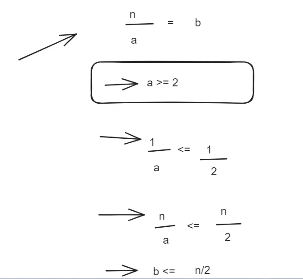 n
= b
a
a >= 2
1 <= 1
a 2
n <= n
a 2
b <= n/2